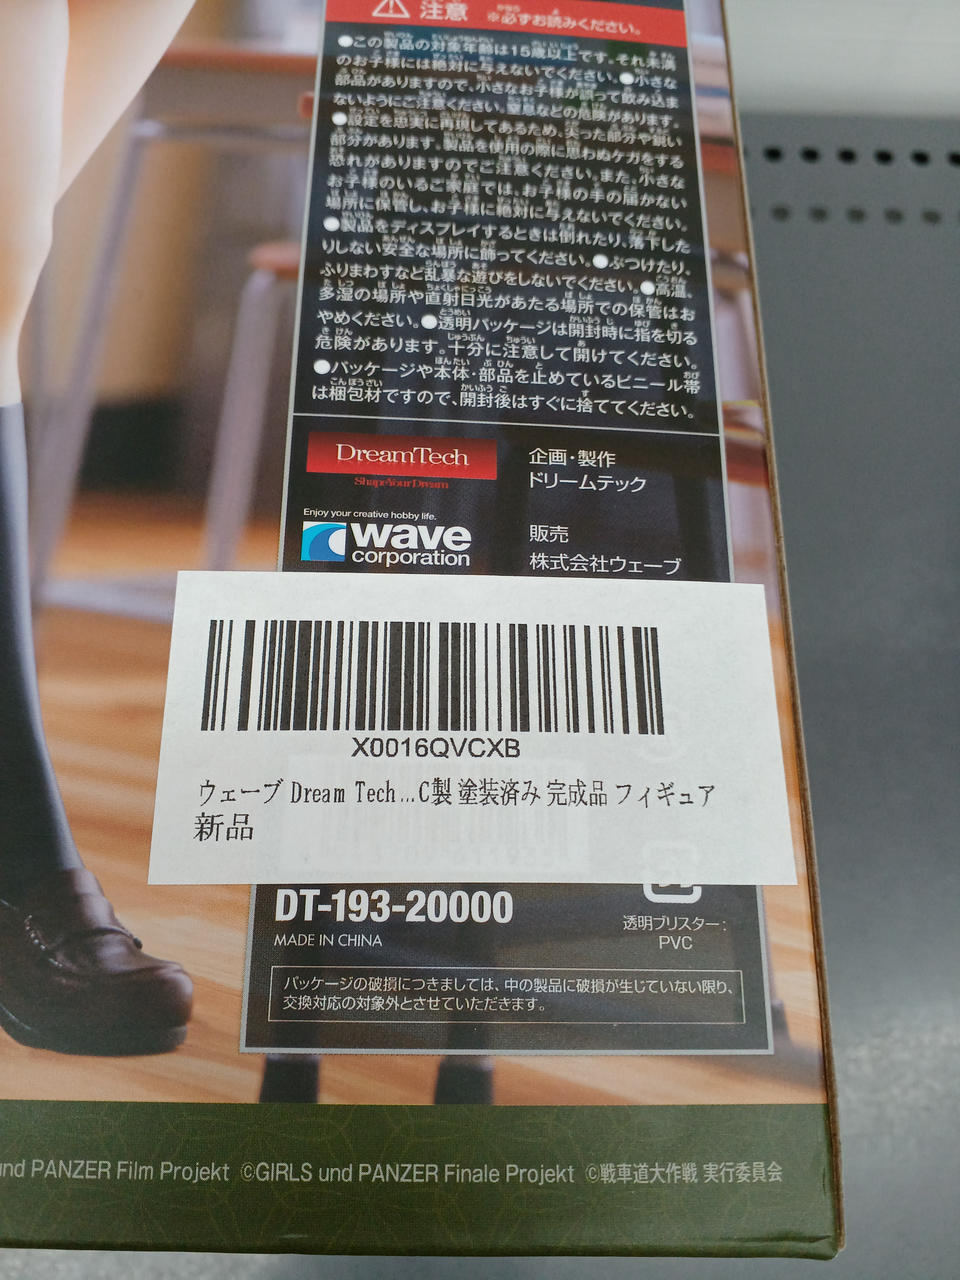 注意 ※必ずお読みください。
●この製品の対象年齢は15歳以上です。それ未満
のお子様には絶対に与えないでください。●小さな
部品がありますので、小さなお子様が誤って飲み込ま
ないようにご注意ください。窒息などの危険があります。
●設定を忠実に再現してあるため、尖った部分や鋭い
部分があります。製品を使用の際に思わぬケガをする
恐れがありますのでご注意ください。また、小さな
お子様のいるご家庭では、お子様の手の届かない
場所に保管し、お子様に絶対に与えないでください。
●製品をディスプレイするときは倒れたり、落下した
りしない安全な場所に飾ってください。●ぶつけたり、
ふりまわすなど乱暴な遊びをしないでください。●高温、
多湿の場所や直射日光があたる場所での保管はお
やめください。●透明パッケージは開封時に指を切る
危険があります。十分に注意して開けてください。
●パッケージや本体・部品を止めているビニール帯
は梱包材ですので、開封後はすぐに捨ててください。
DreamTech 企画・製作
ShapeYourDream ドリームテック
Enjoy your creative hobby life.
wave 販売
corporation 株式会社ウェーブ
X0016QVCXB
ウェーブ Dream Tech...C製 塗装済み 完成品 フィギュア
新品
DT-193-20000
MADE IN CHINA
透明ブリスター:
PVC
パッケージの破損につきましては、中の製品に破損が生じていない限り、
交換対応の対象外とさせていただきます。
und PANZER Film Projekt ©GIRLS und PANZER Finale Projekt ©戦車道大作戦 実行委員会